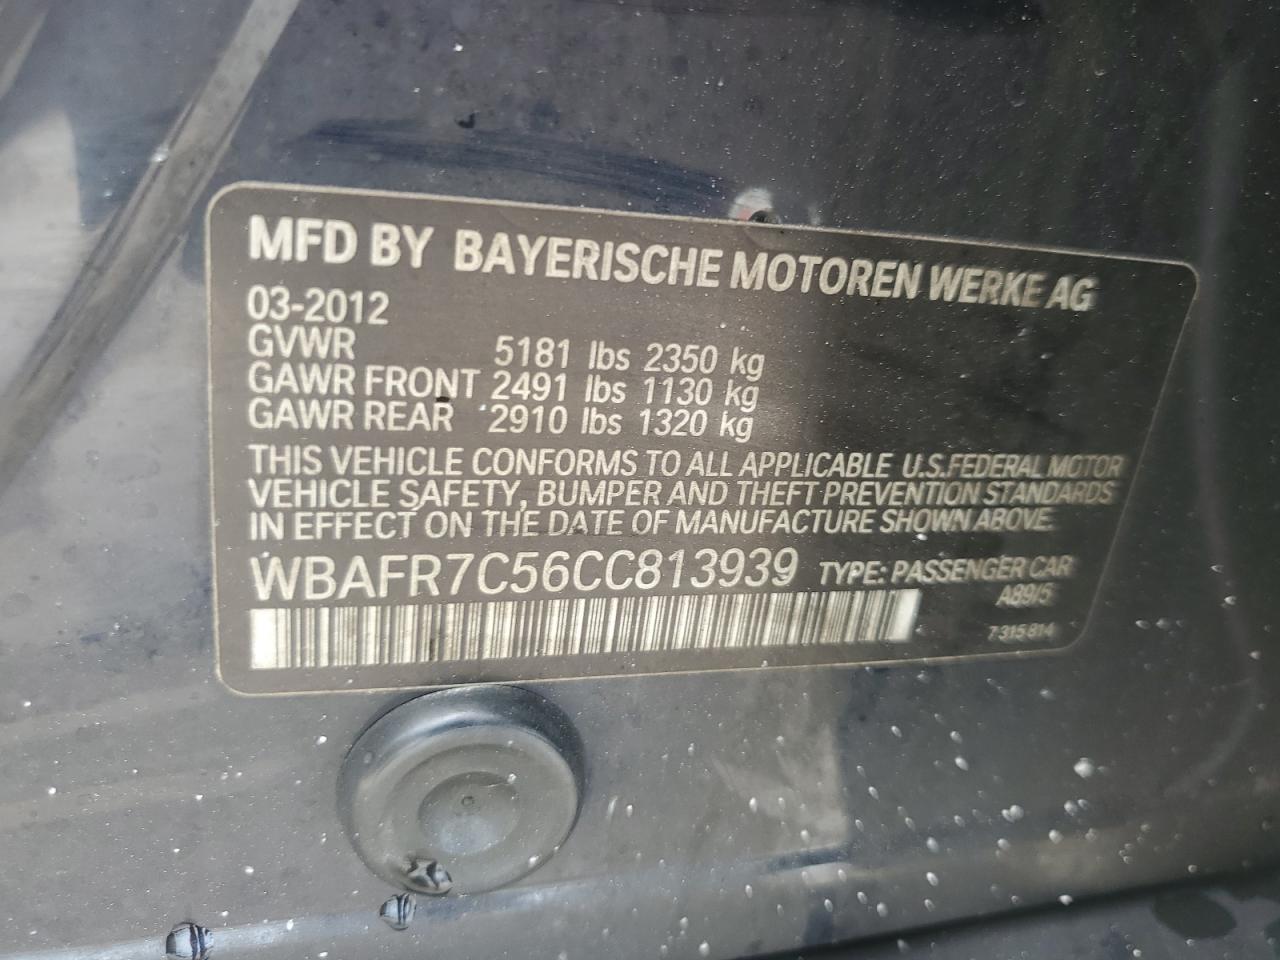 MFD BY BAYERISCHE MOTOREN WERKE AG
03-2012
GVWR 5181 lbs 2350 kg
GAWR FRONT 2491 lbs 1130 kg
GAWR REAR 2910 lbs 1320 kg
THIS VEHICLE CONFORMS TO ALL APPLICABLE U.S.FEDERAL MOTOR
VEHICLE SAFETY, BUMPER AND THEFT PREVENTION STANDARDS
IN EFFECT ON THE DATE OF MANUFACTURE SHOWN ABOVE.
WBAFR7C56CC813939 TYPE: PASSENGER CAR
A89/5
7 315 814